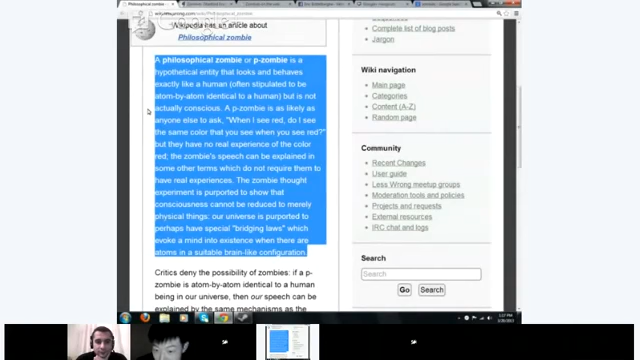 Wikipedia has an article about
Philosophical zombie
A philosophical zombie or p-zombie is a
hypothetical entity that looks and behaves
exactly like a human (often stipulated to be
atom-by-atom identical to a human) but is not
actually conscious. A p-zombie is as likely as
anyone else to ask, "When I see red, do I see
the same color that you see when you see red?"
but they have no real experience of the color
red; the zombie's speech can be explained in
some other terms which do not require them to
have real experiences. The zombie thought
experiment is purported to show that
consciousness cannot be reduced to merely
physical things: our universe is purported to
perhaps have special "bridging laws" which
evoke a mind into existence when there are
atoms in a suitable brain-like configuration.
Critics deny the possibility of zombies: if a p-
zombie is atom-by-atom identical to a human
being in our universe, then our speech can be
explained by the same mechanisms as the
Complete list of blog posts
Jargon
Wiki navigation
Main page
Categories
Content (A-Z)
Random page
Community
Recent Changes
User guide
Less Wrong meetup groups
Moderation tools and policies
Projects and requests
External resources
IRC chat and logs
Search
Search
Go
Search